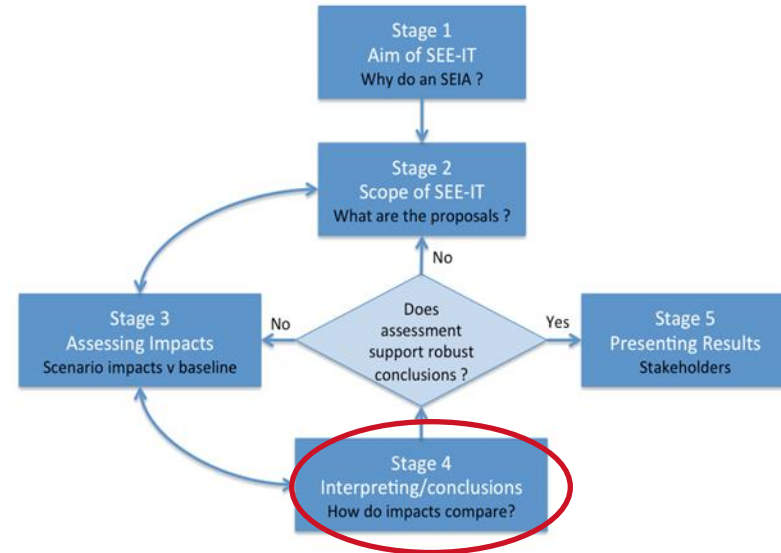 Stage 1
Aim of SEE-IT
Why do an SEIA ?
Stage 2
Scope of SEE-IT
What are the proposals ?
No
Stage 3
Assessing Impacts
Scenario impacts v baseline
No
Does
assessment
support robust
conclusions ?
Yes
Stage 5
Presenting Results
Stakeholders
Stage 4
Interpreting/conclusions
How do impacts compare?